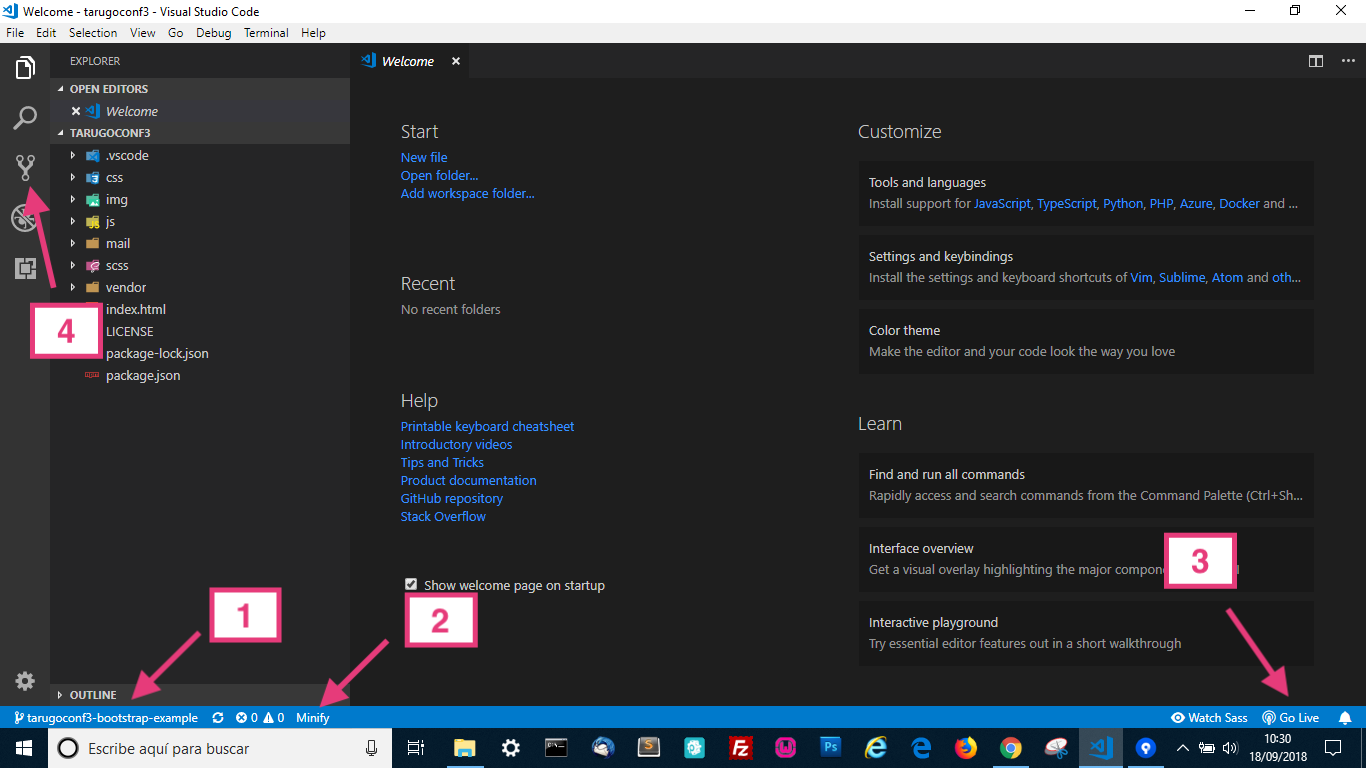 Welcome - tarugoconf3 - Visual Studio Code
File Edit Selection View Go Debug Terminal Help
EXPLORER
Welcome
OPEN EDITORS
Welcome
TARUGOCONF3
.vscode
css
img
js
mail
scss
vendor
index.html
LICENSE
package-lock.json
package.json
4
OUTLINE
1
2
3
Start
New file
Open folder...
Add workspace folder...
Recent
No recent folders
Help
Printable keyboard cheatsheet
Introductory videos
Tips and Tricks
Product documentation
GitHub repository
Stack Overflow
Show welcome page on startup
Customize
Tools and languages
Install support for JavaScript, TypeScript, Python, PHP, Azure, Docker and ...
Settings and keybindings
Install the settings and keyboard shortcuts of Vim, Sublime, Atom and oth...
Color theme
Make the editor and your code look the way you love
Learn
Find and run all commands
Rapidly access and search commands from the Command Palette (Ctrl+Sh...
Interface overview
Get a visual overlay highlighting the major
Interactive playground
Try essential editor features out in a short walkthrough
tarugoconf3-bootstrap-example 0 0 Minify Watch Sass Go Live
Escribe aquí para buscar
10:30
18/09/2018